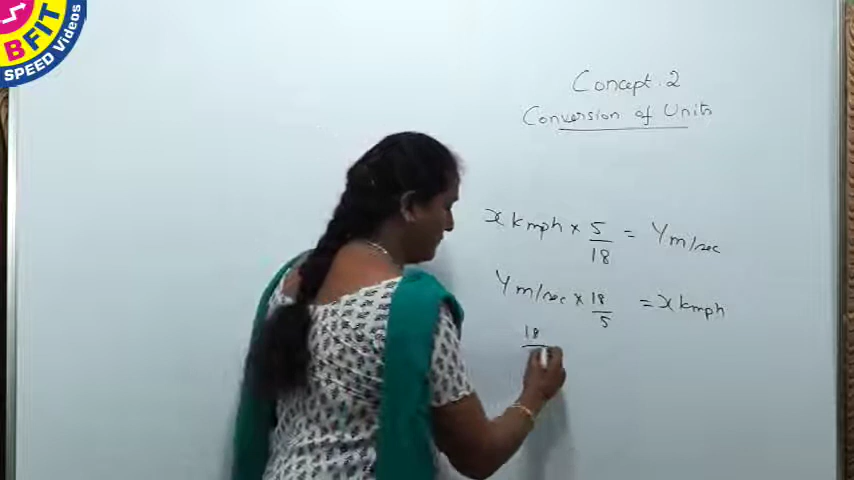 BFIT
SPEED Videos
Concept. 2
Conversion of Units
x kmph × 5/18 = y m/sec
y m/sec × 18/5 = x kmph
18